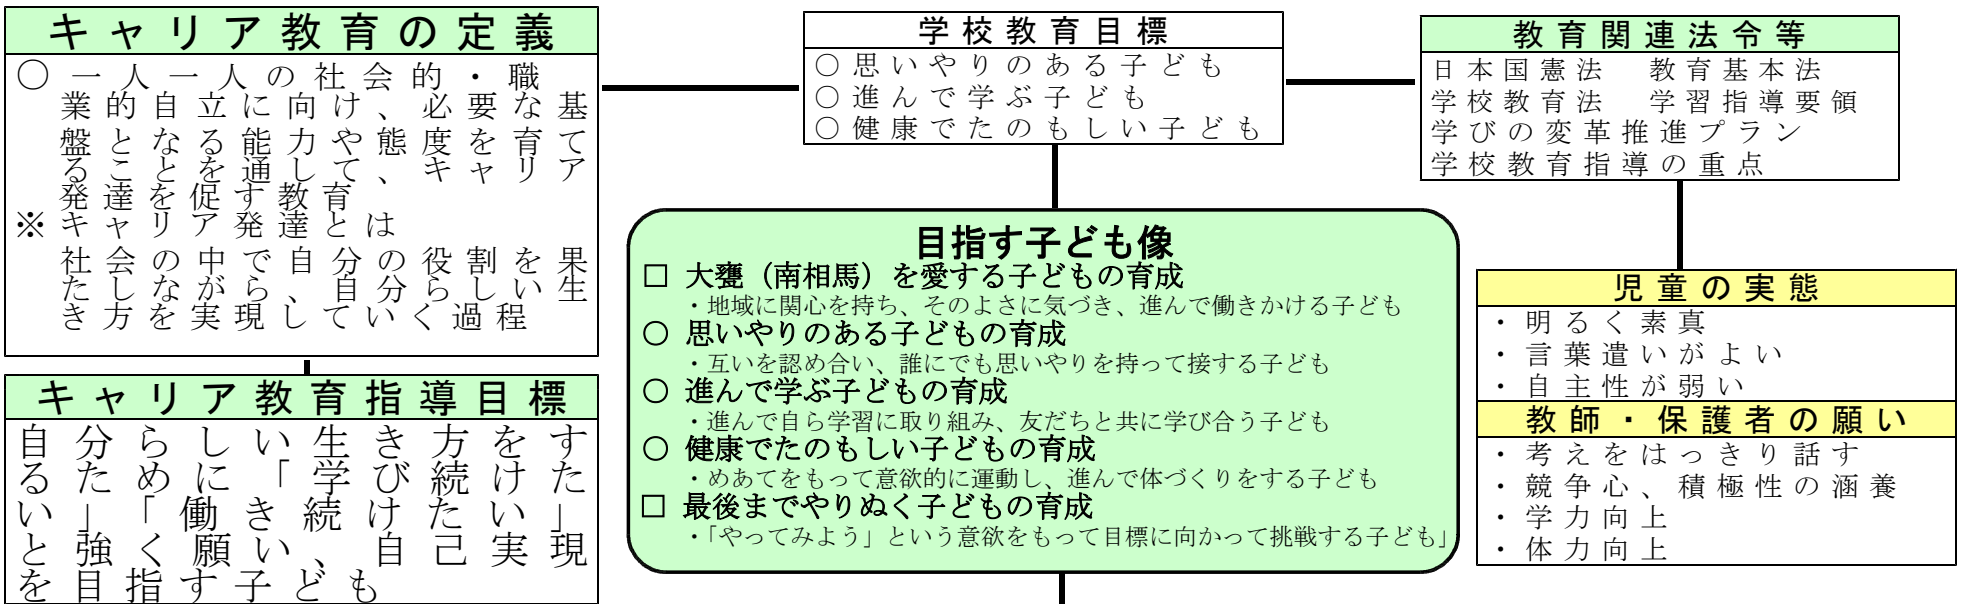 キャリア教育の定義
○一人一人の社会的・職
業的自立に向け、必要な基
盤となる能力や態度を育て
ることを通して、キャリア
発達を促す教育
※キャリア発達とは
社会の中で自分の役割を果
たしながら、自分らしい生
き方を実現していく過程
キャリア教育指導目標
自分らしい生き方をす
るために「学び続けた
い」「働き続けたい」
と強く願い、自己実現
を目指す子ども
学校教育目標
○思いやりのある子ども
○進んで学ぶ子ども
○健康でたのもしい子ども
目指す子ども像
□ 大甕（南相馬）を愛する子どもの育成
・地域に関心を持ち、そのよさに気づき、進んで働きかける子ども
○ 思いやりのある子どもの育成
・互いを認め合い、誰にでも思いやりを持って接する子ども
○ 進んで学ぶ子どもの育成
・進んで自ら学習に取り組み、友だちと共に学び合う子ども
○ 健康でたのもしい子どもの育成
・めあてをもって意欲的に運動し、進んで体づくりをする子ども
□ 最後までやりぬく子どもの育成
・「やってみよう」という意欲をもって目標に向かって挑戦する子ども」
教育関連法令等
日本国憲法 教育基本法
学校教育法 学習指導要領
学びの変革推進プラン
学校教育指導の重点
児童の実態
・明るく素真
・言葉遣いがよい
・自主性が弱い
教師・保護者の願い
・考えをはっきり話す
・競争心、積極性の涵養
・学力向上
・体力向上